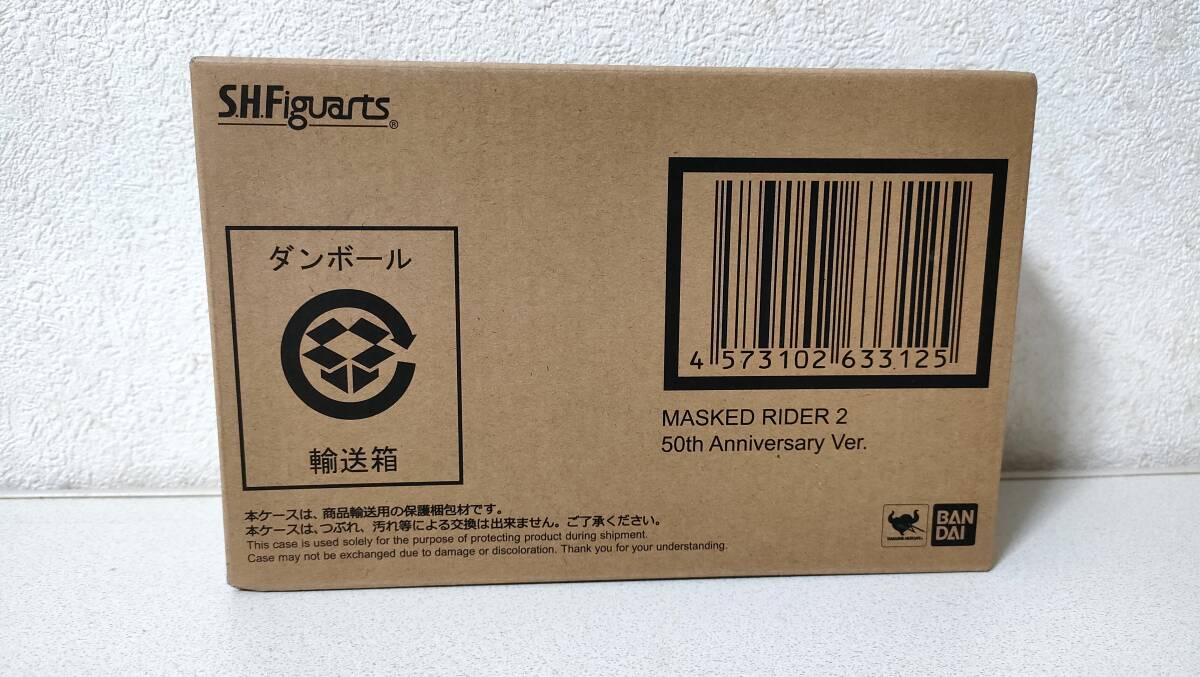 S.H.Figuarts®
ダンボール
輸送箱
4 573102 633125
MASKED RIDER 2
50th Anniversary Ver.
本ケースは、商品輸送用の保護梱包材です。
本ケースは、つぶれ、汚れ等による交換は出来ません。ご了承ください。
This case is used solely for the purpose of protecting product during shipment.
Case may not be exchanged due to damage or discoloration. Thank you for your understanding.
BAN
DAI